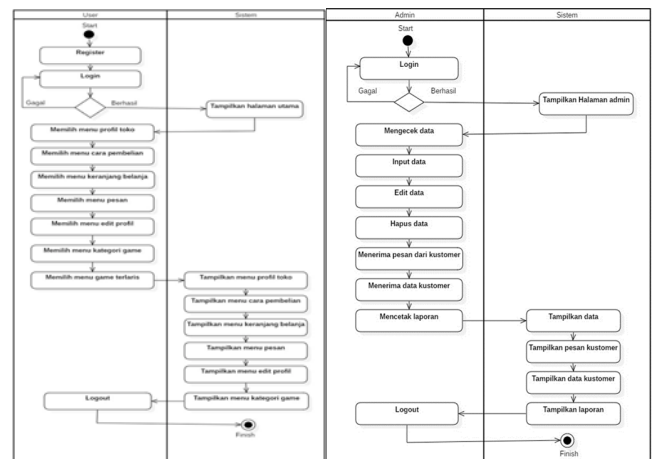 User
Sistem
Start
Register
Login
Gagal
Berhasil
Tampilkan halaman utama
Memilih menu profil toko
Memilih menu cara pembelian
Memilih menu keranjang belanja
Memilih menu pesan
Memilih menu edit profil
Memilih menu kategori game
Memilih menu game terlaris
Tampilkan menu profil toko
Tampilkan menu cara pembelian
Tampilkan menu keranjang belanja
Tampilkan menu pesan
Tampilkan menu edit profil
Tampilkan menu kategori game
Logout
Finish
Admin
Sistem
Start
Login
Gagal
Berhasil
Tampilkan Halaman admin
Mengecek data
Input data
Edit data
Hapus data
Menerima pesan dari kustomer
Menerima data kustomer
Mencetak laporan
Tampilkan data
Tampilkan pesan kustomer
Tampilkan data kustomer
Tampilkan laporan
Logout
Finish